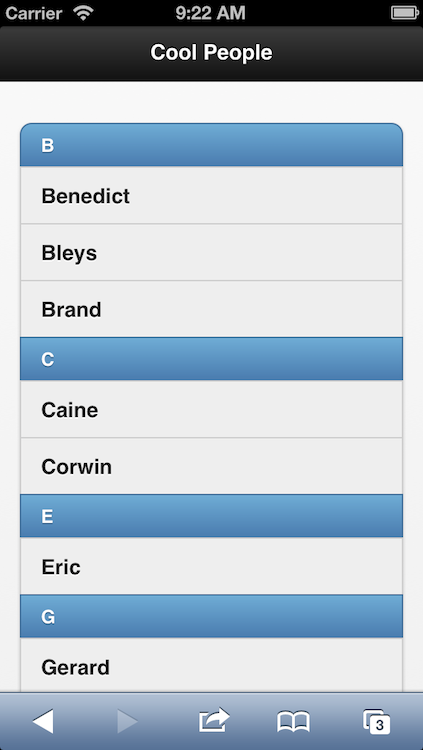 Carrier 9:22 AM
Cool People
B
Benedict
Bleys
Brand
C
Caine
Corwin
E
Eric
G
Gerard
3